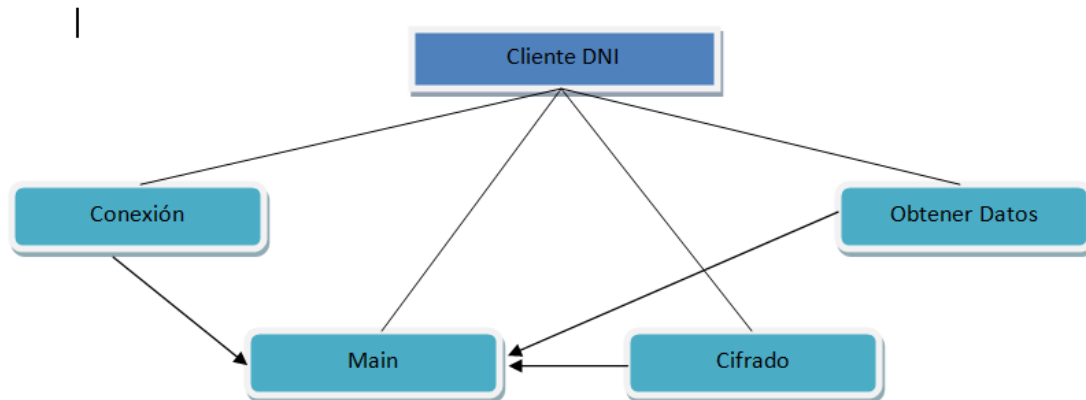 Cliente DNI
Conexión
Obtener Datos
Main
Cifrado